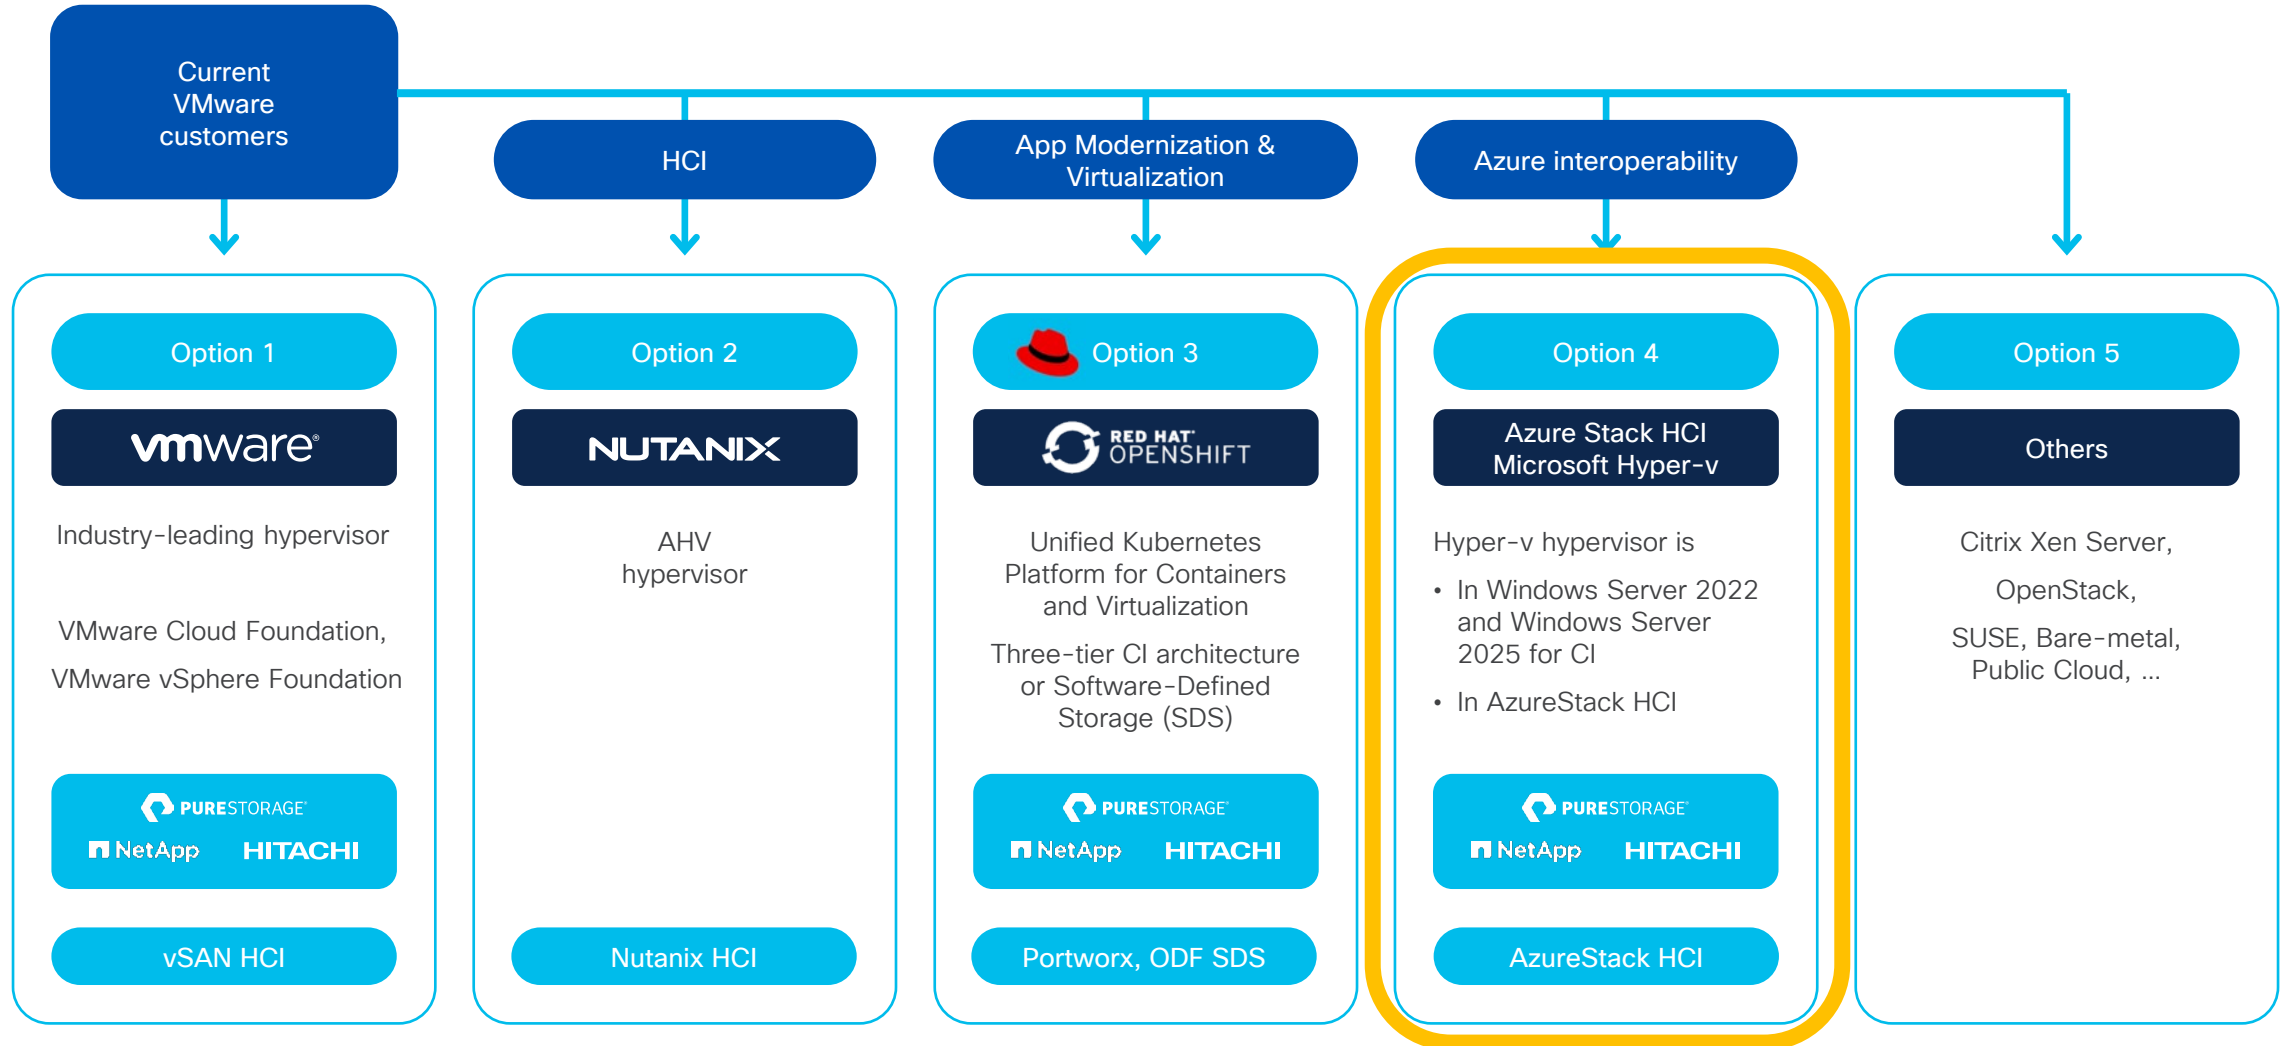 Current
VMware
customers
HCI
App Modernization &
Virtualization
Azure interoperability
Option 1
vmware®
Industry-leading hypervisor
VMware Cloud Foundation,
VMware vSphere Foundation
PURESTORAGE®
NetApp
HITACHI
vSAN HCI
Option 2
NUTANIX
AHV
hypervisor
Nutanix HCI
Option 3
RED HAT®
OPENSHIFT
Unified Kubernetes
Platform for Containers
and Virtualization
Three-tier CI architecture
or Software-Defined
Storage (SDS)
PURESTORAGE®
NetApp
HITACHI
Portworx, ODF SDS
Option 4
Azure Stack HCI
Microsoft Hyper-v
Hyper-v hypervisor is
• In Windows Server 2022
and Windows Server
2025 for CI
• In AzureStack HCI
PURESTORAGE®
NetApp
HITACHI
AzureStack HCI
Option 5
Others
Citrix Xen Server,
OpenStack,
SUSE, Bare-metal,
Public Cloud, ...